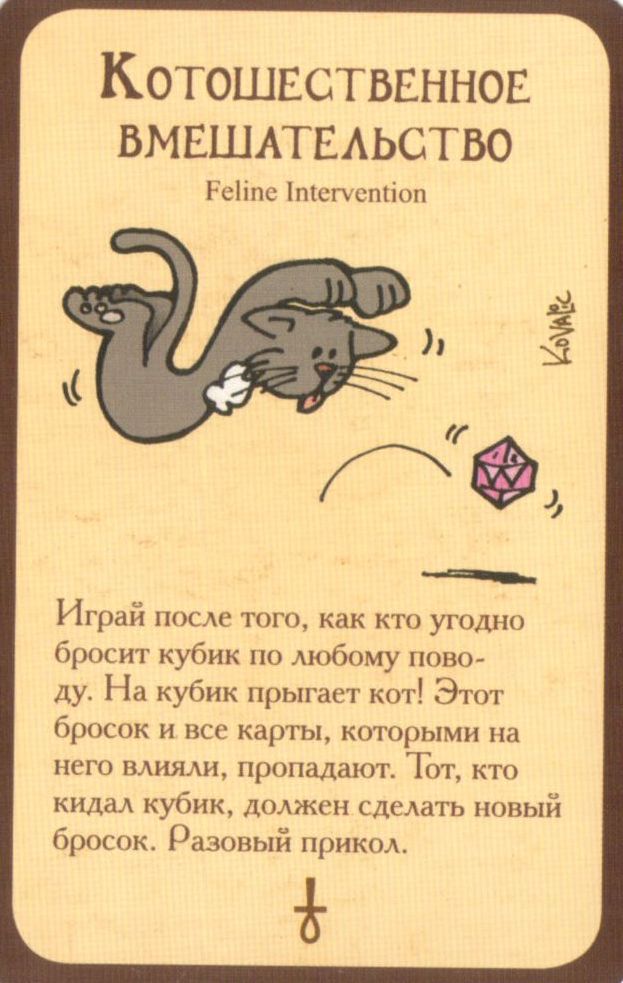 Котошественное
вмешательство
Feline Intervention
Kovalic
Играй после того, как кто угодно
бросит кубик по любому пово-
ду. На кубик прыгает кот! Этот
бросок и все карты, которыми на
него влияли, пропадают. Тот, кто
кидал кубик, должен сделать новый
бросок. Разовый прикол.